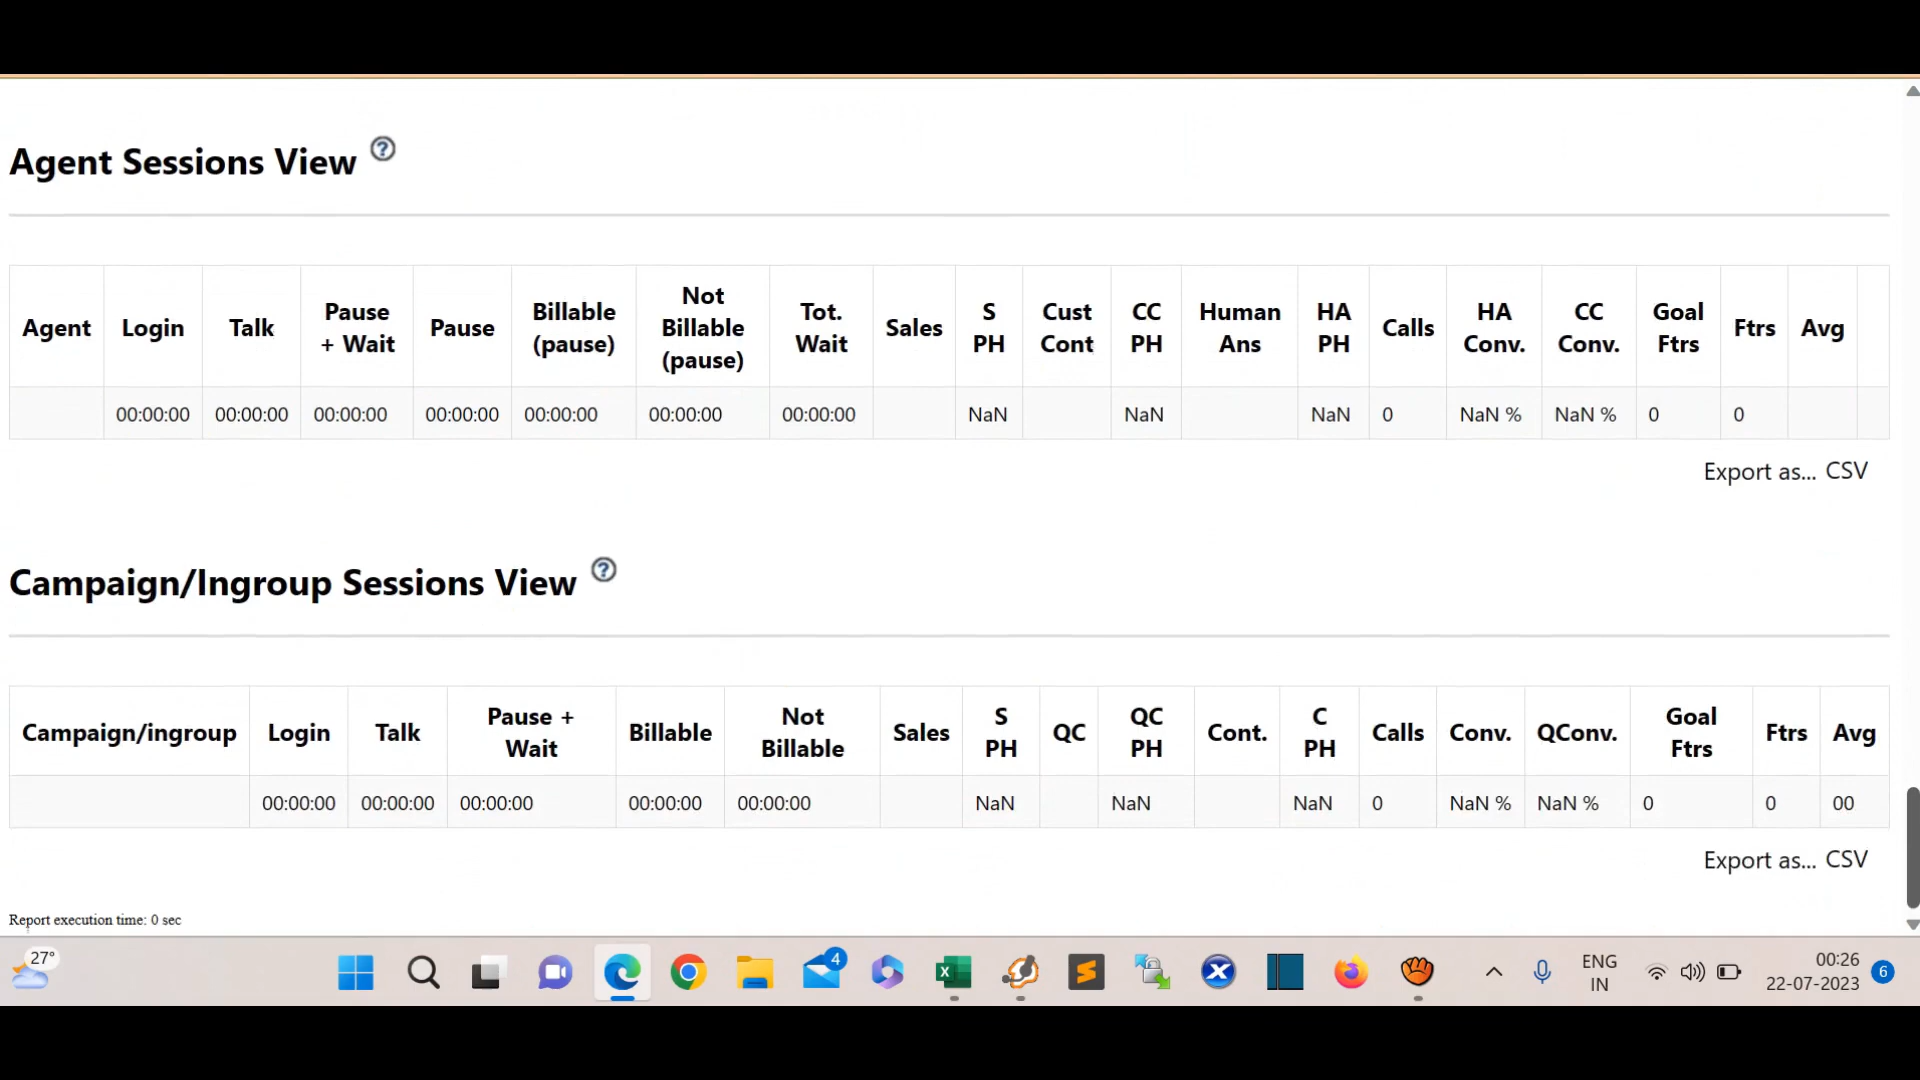 Agent Sessions View ?
Agent Login Talk Pause + Wait Pause Billable (pause) Not Billable (pause) Tot. Wait Sales S PH Cust Cont CC PH Human Ans HA PH Calls HA Conv. CC Conv. Goal Ftrs Ftrs Avg
00:00:00 00:00:00 00:00:00 00:00:00 00:00:00 00:00:00 00:00:00 NaN NaN NaN 0 NaN % NaN % 0 0
Export as... CSV
Campaign/Ingroup Sessions View ?
Campaign/ingroup Login Talk Pause + Wait Billable Not Billable Sales S PH QC QC PH Cont. C PH Calls Conv. QConv. Goal Ftrs Ftrs Avg
00:00:00 00:00:00 00:00:00 00:00:00 00:00:00 NaN NaN NaN 0 NaN % NaN % 0 0 00
Export as... CSV
Report execution time: 0 sec
27°
4
ENG
IN
00:26
22-07-2023
6